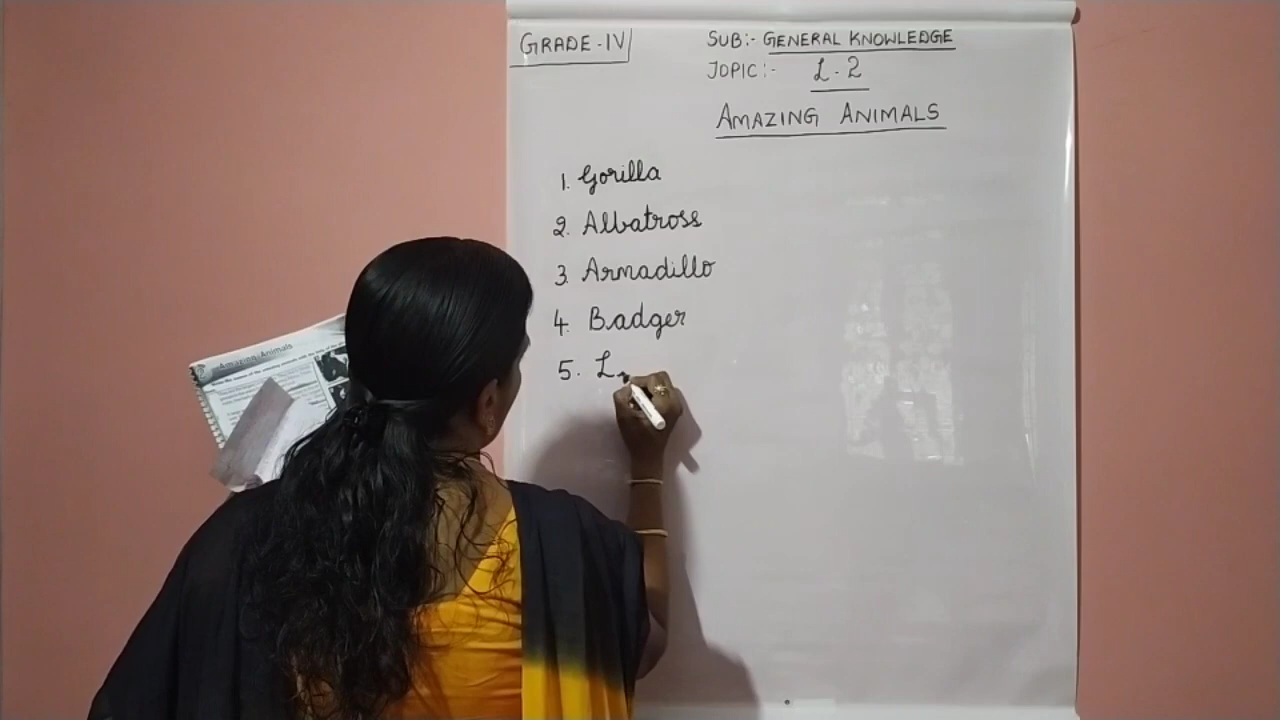 GRADE-IV
SUB:- GENERAL KNOWLEDGE
TOPIC:- L-2
AMAZING ANIMALS
1. Gorilla
2. Albatross
3. Armadillo
4. Badger
5. L
Amazing Animals